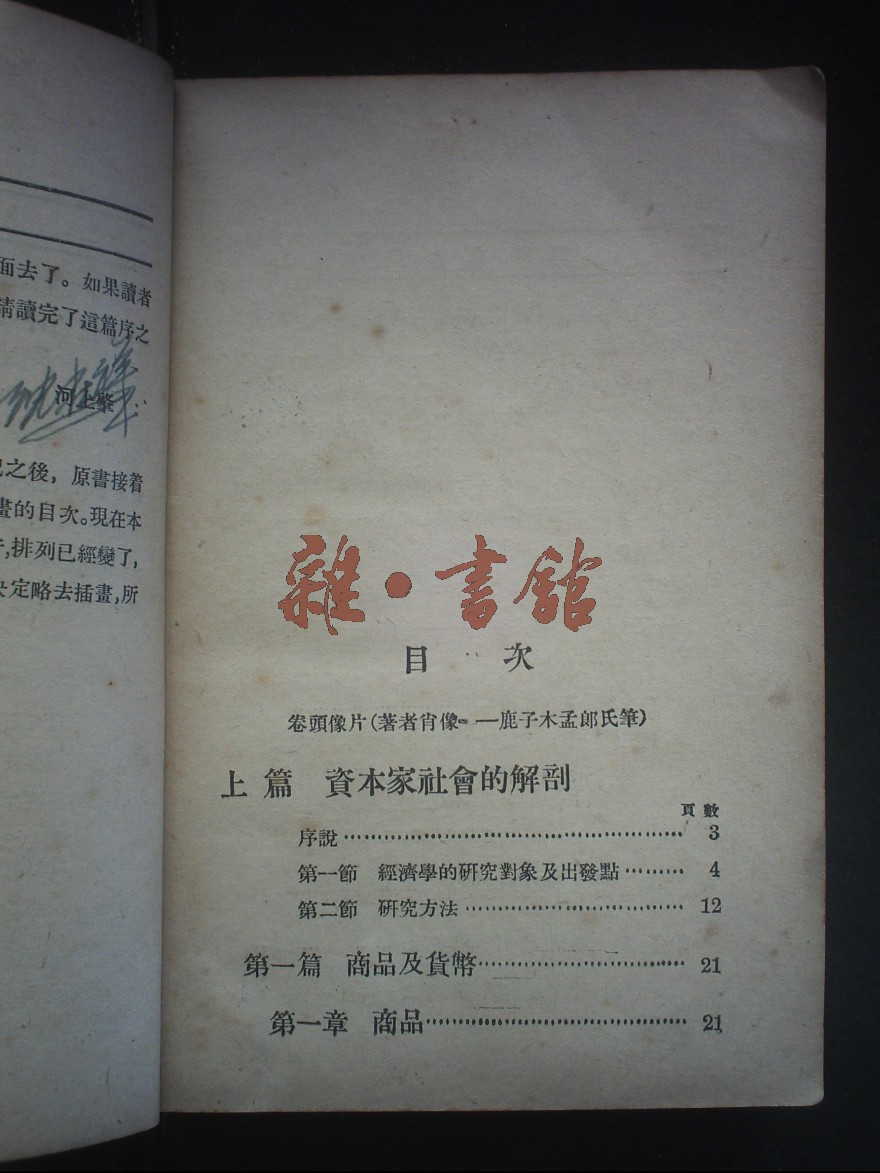 面去了。如果讀者
請讀完了這篇序之
河上肇
之後，原書接着
畫的目次。現在本
，排列已經變了，
定略去插畫，所
雜·書館
目次
卷頭像片（著者肖像——鹿子木孟郎氏筆）
上篇 資本家社會的解剖
頁數
序說 3
第一節 經濟學的研究對象及出發點 4
第二節 研究方法 12
第一篇 商品及貨幣 21
第一章 商品 21